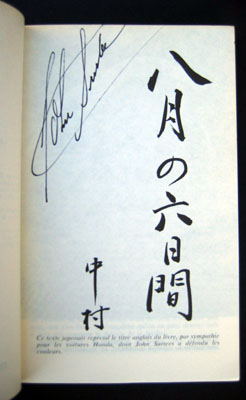 John Surtees
八月の六日間
中村
Ce texte japonais reprend le titre anglais du livre, par sympathie
pour les voitures Honda, dont John Surtees a défendu les
couleurs.